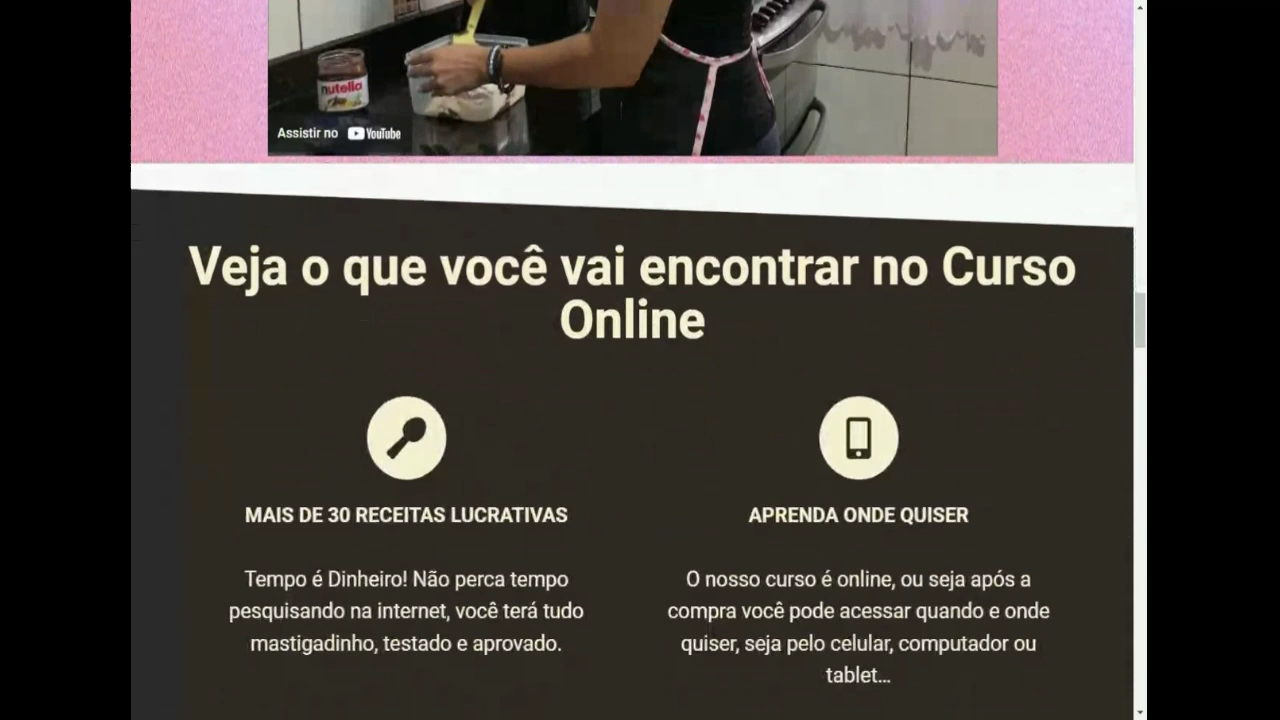 nutella
Assistir no YouTube
Veja o que você vai encontrar no Curso
Online
MAIS DE 30 RECEITAS LUCRATIVAS
Tempo é Dinheiro! Não perca tempo
pesquisando na internet, você terá tudo
mastigadinho, testado e aprovado.
APRENDA ONDE QUISER
O nosso curso é online, ou seja após a
compra você pode acessar quando e onde
quiser, seja pelo celular, computador ou
tablet...